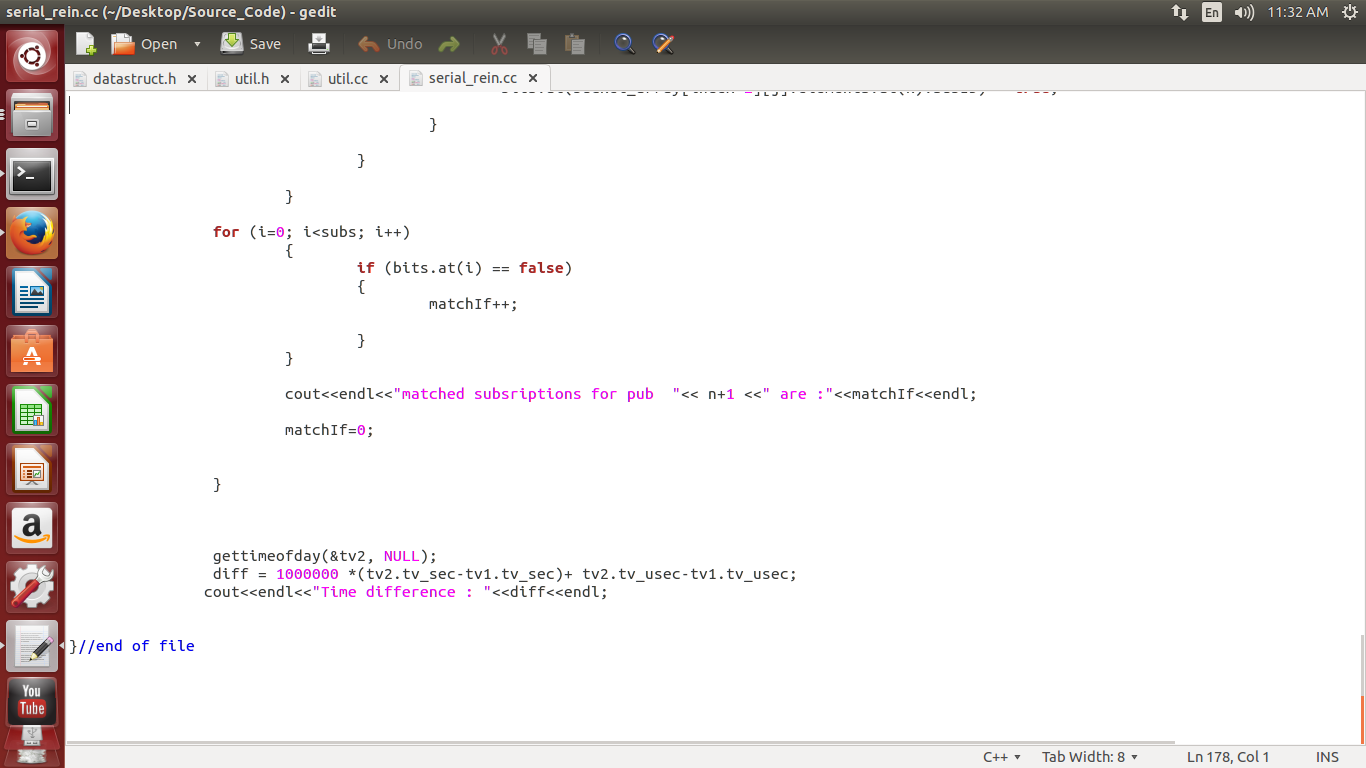 serial_rein.cc (~/Desktop/Source_Code) - gedit
En
11:32 AM
Open
Save
Undo
datastruct.h
util.h
util.cc
serial_rein.cc
}
}
}
for (i=0; i<subs; i++)
{
if (bits.at(i) == false)
{
matchIf++;
}
}
cout<<endl<<"matched subsriptions for pub  "<< n+1 <<" are :"<<matchIf<<endl;
matchIf=0;
}
gettimeofday(&tv2, NULL);
diff = 1000000 *(tv2.tv_sec-tv1.tv_sec)+ tv2.tv_usec-tv1.tv_usec;
cout<<endl<<"Time difference : "<<diff<<endl;
}//end of file
You
Tube
C++
Tab Width: 8
Ln 178, Col 1
INS